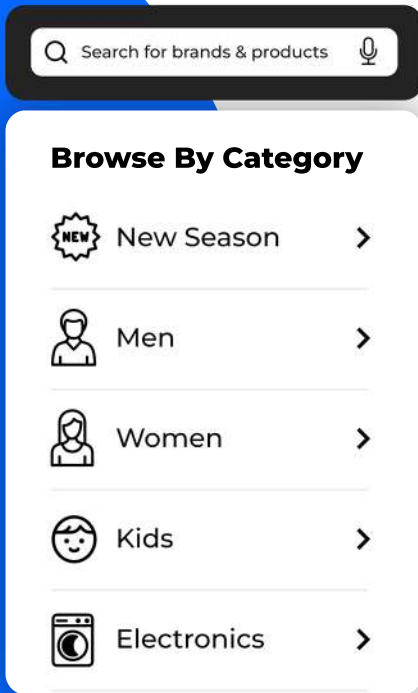 Search for brands & products
Browse By Category
NEW
New Season
Men
Women
Kids
Electronics